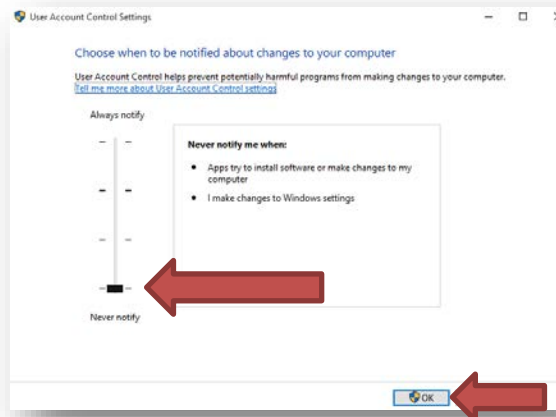 User Account Control Settings
Choose when to be notified about changes to your computer
User Account Control helps prevent potentially harmful programs from making changes to your computer.
Tell me more about User Account Control settings
Always notify
Never notify me when:
• Apps try to install software or make changes to my
computer
• I make changes to Windows settings
Never notify
OK